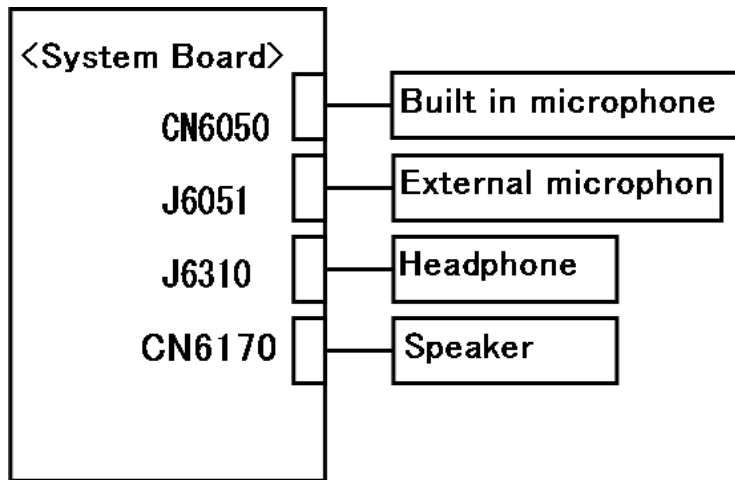 <System Board>
CN6050
Built in microphone
J6051
External microphon
J6310
Headphone
CN6170
Speaker